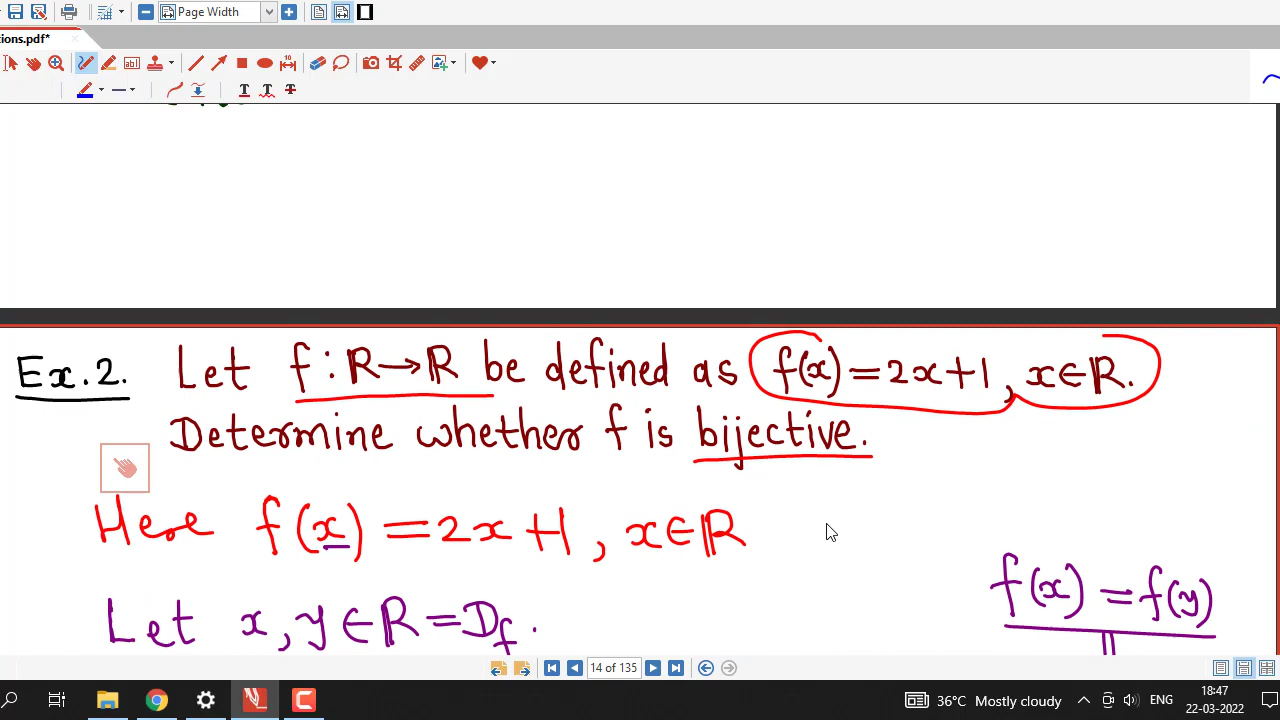 Page Width
tions.pdf*
Ex.2. Let f : ℝ→ℝ be defined as f(x)=2x+1, x∈ℝ.
Determine whether f is bijective.
Here f(x) =2x+1, x∈ℝ
f(x) =f(y)
Let x,y∈ℝ=Df.
14 of 135
36°C Mostly cloudy ENG 18:47
22-03-2022